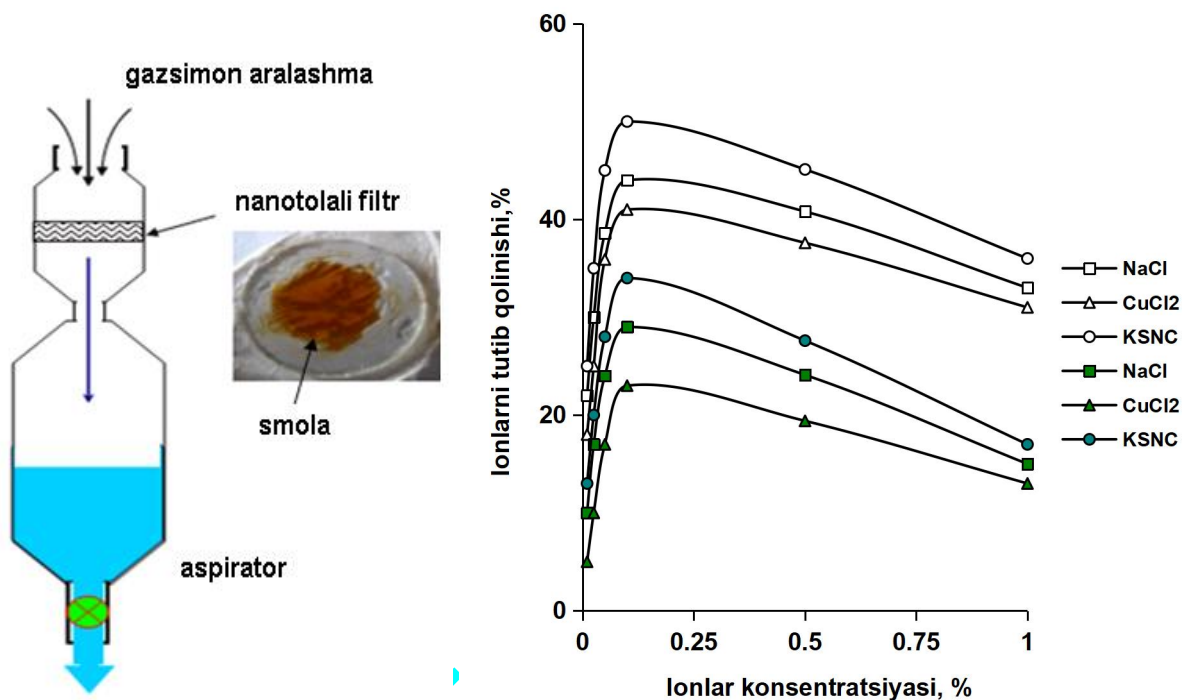 gazsimon aralashma
nanotolali filtr
smola
aspirator
Ionlarni tutib qolinishi,%
60
40
20
0
0 0.25 0.5 0.75 1
Ionlar konsentratsiyasi, %
NaCl
CuCl2
KSNC
NaCl
CuCl2
KSNC